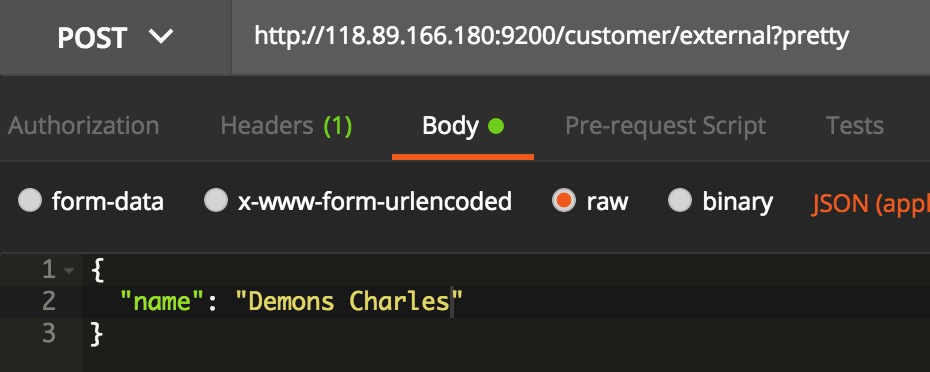 POST http://118.89.166.180:9200/customer/external?pretty
Authorization Headers (1) Body Pre-request Script Tests
form-data x-www-form-urlencoded raw binary JSON (appl
1 {
2 "name": "Demons Charles"
3 }